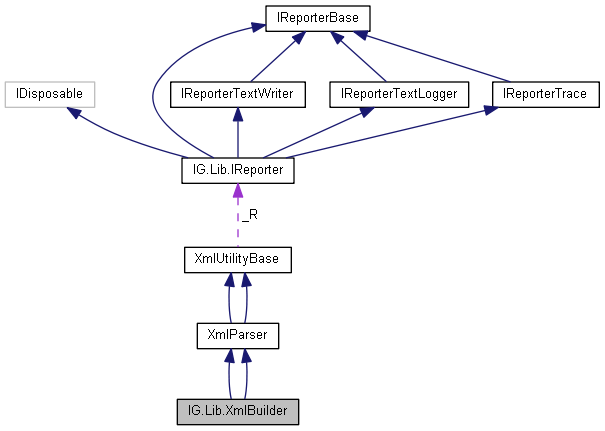 IReporterBase
IDisposable
IReporterTextWriter
IReporterTextLogger
IReporterTrace
IG.Lib.IReporter
_R
XmlUtilityBase
XmlParser
IG.Lib.XmlBuilder